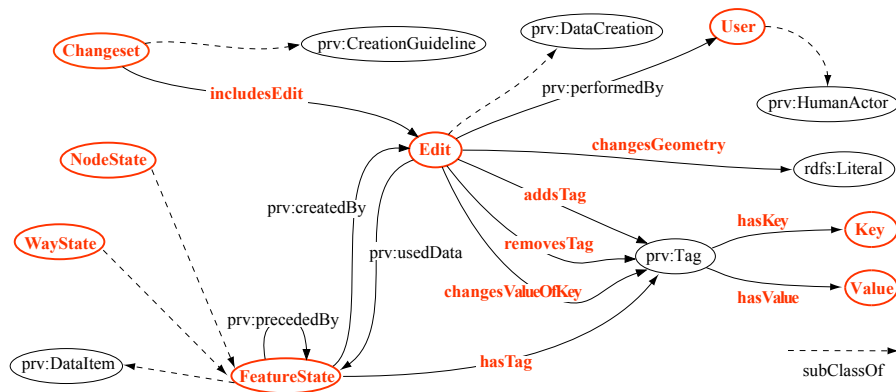 Changeset
prv:CreationGuideline
prv:DataCreation
User
includesEdit
prv:performedBy
prv:HumanActor
Edit
changesGeometry
rdfs:Literal
NodeState
prv:createdBy
addsTag
WayState
prv:usedData
removesTag
prv:Tag
hasKey
Key
changesValueOfKey
hasValue
Value
prv:precededBy
prv:DataItem
FeatureState
hasTag
subClassOf